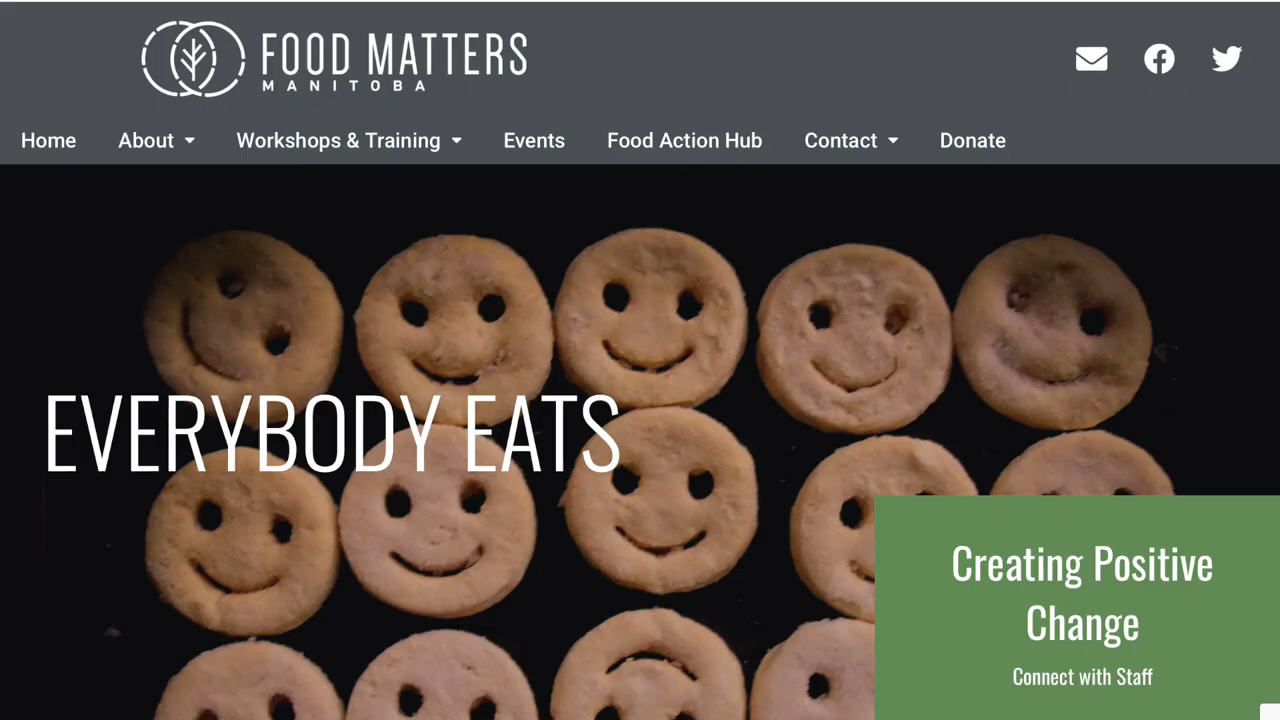 FOOD MATTERS
MANITOBA
Home About Workshops & Training Events Food Action Hub Contact Donate
EVERYBODY EATS
Creating Positive
Change
Connect with Staff